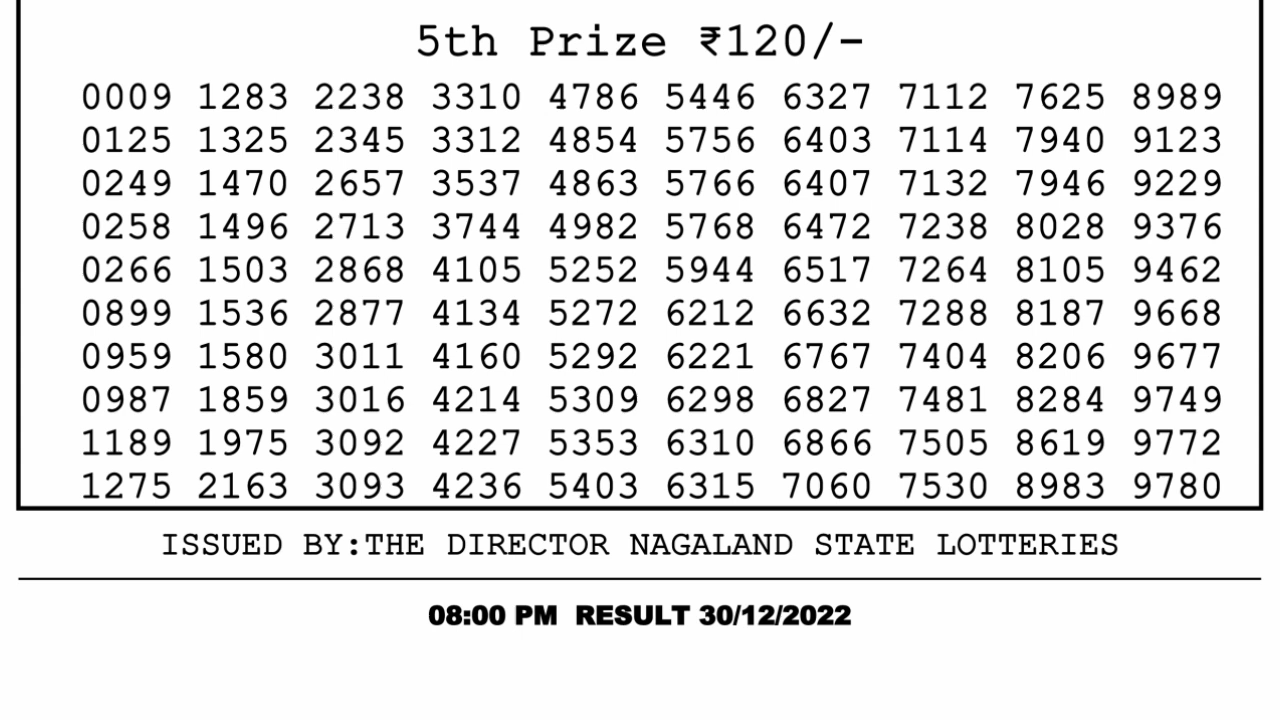 5th Prize ₹120/-
0009 1283 2238 3310 4786 5446 6327 7112 7625 8989
0125 1325 2345 3312 4854 5756 6403 7114 7940 9123
0249 1470 2657 3537 4863 5766 6407 7132 7946 9229
0258 1496 2713 3744 4982 5768 6472 7238 8028 9376
0266 1503 2868 4105 5252 5944 6517 7264 8105 9462
0899 1536 2877 4134 5272 6212 6632 7288 8187 9668
0959 1580 3011 4160 5292 6221 6767 7404 8206 9677
0987 1859 3016 4214 5309 6298 6827 7481 8284 9749
1189 1975 3092 4227 5353 6310 6866 7505 8619 9772
1275 2163 3093 4236 5403 6315 7060 7530 8983 9780
ISSUED BY:THE DIRECTOR NAGALAND STATE LOTTERIES
08:00 PM RESULT 30/12/2022